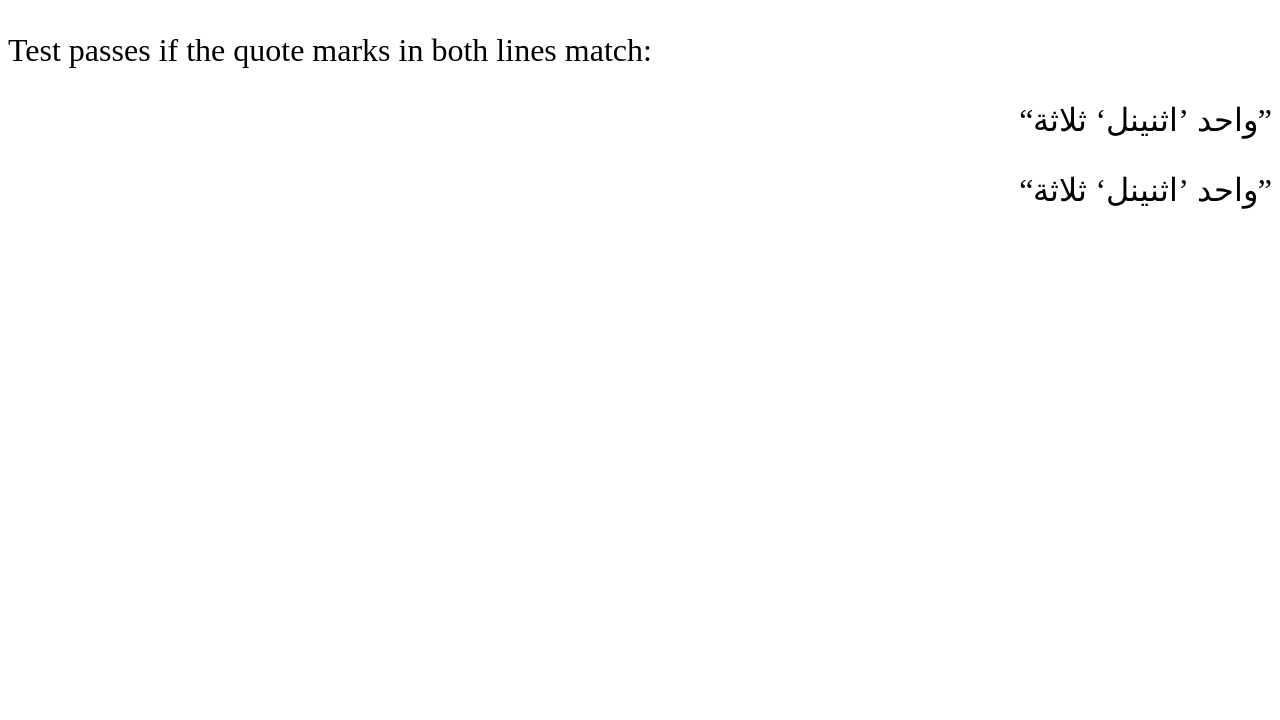 Test passes if the quote marks in both lines match:
”واحد ’اثنينل‘ ثلاثة“
”واحد ’اثنينل‘ ثلاثة“